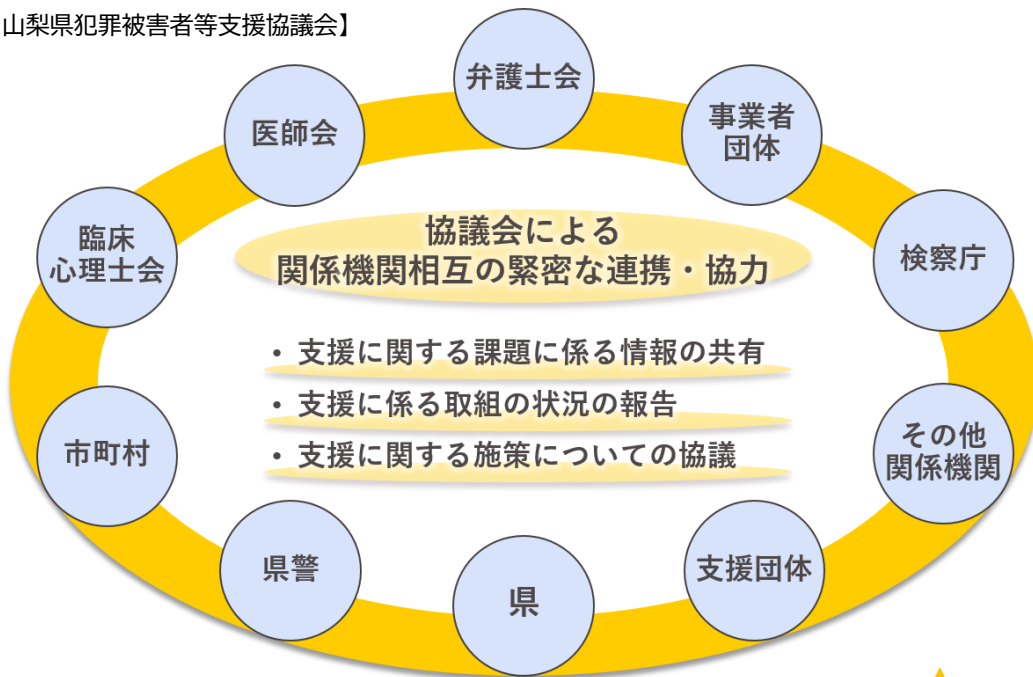 山梨県犯罪被害者等支援協議会】
弁護士会
医師会
事業者
団体
臨床
心理士会
検察庁
協議会による
関係機関相互の緊密な連携・協力
・支援に関する課題に係る情報の共有
・支援に係る取組の状況の報告
・支援に関する施策についての協議
市町村
その他
関係機関
県警
県
支援団体